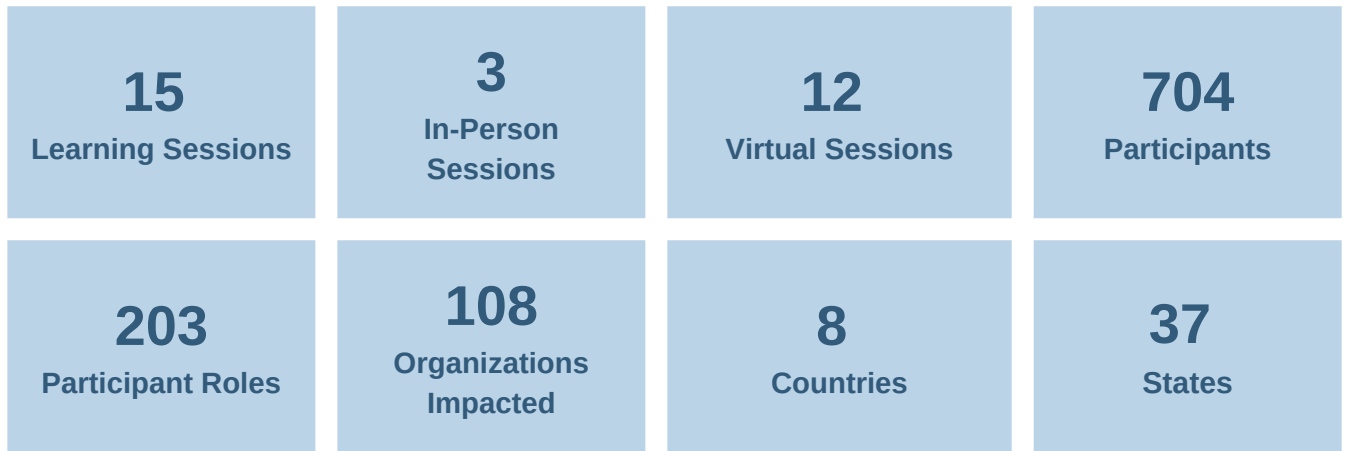 15
Learning Sessions
3
In-Person
Sessions
12
Virtual Sessions
704
Participants
203
Participant Roles
108
Organizations
Impacted
8
Countries
37
States